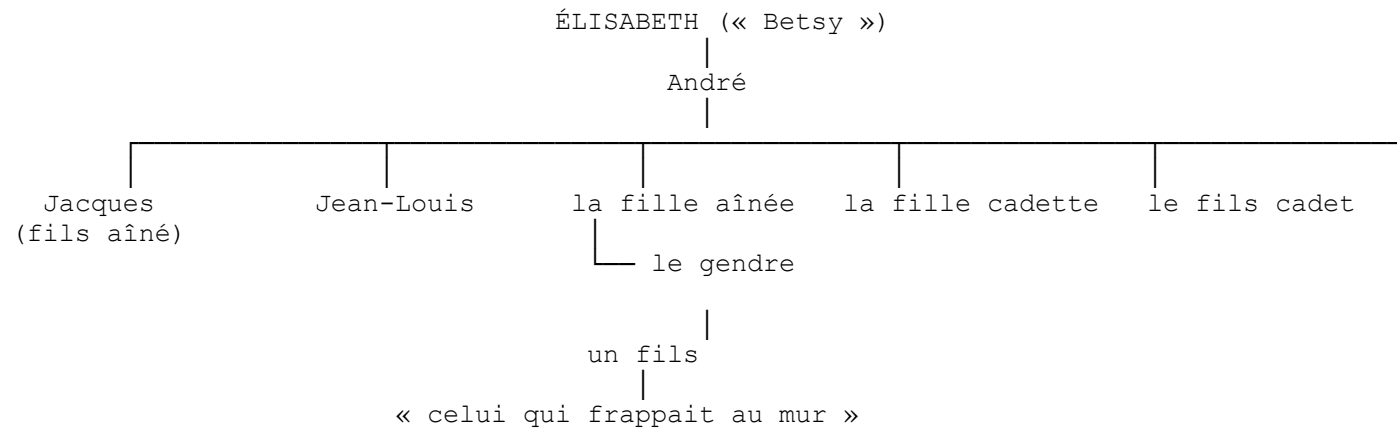 ÉLISABETH (« Betsy »)
André
Jacques Jean-Louis la fille aînée la fille cadette le fils cadet
(fils aîné)
le gendre
un fils
« celui qui frappait au mur »